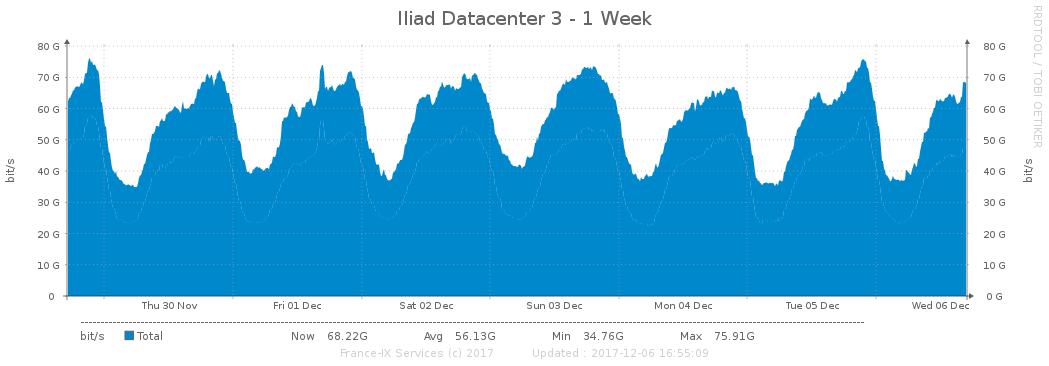 Iliad Datacenter 3 - 1 Week
RRDTOOL / TOBI OETIKER
bit/s
80 G
70 G
60 G
50 G
40 G
30 G
20 G
10 G
0
80 G
70 G
60 G
50 G
40 G
30 G
20 G
10 G
0 G
bit/s
Thu 30 Nov Fri 01 Dec Sat 02 Dec Sun 03 Dec Mon 04 Dec Tue 05 Dec Wed 06 Dec
bit/s Total Now 68.22G Avg 56.13G Min 34.76G Max 75.91G
France-IX Services (c) 2017 Updated : 2017-12-06 16:55:09